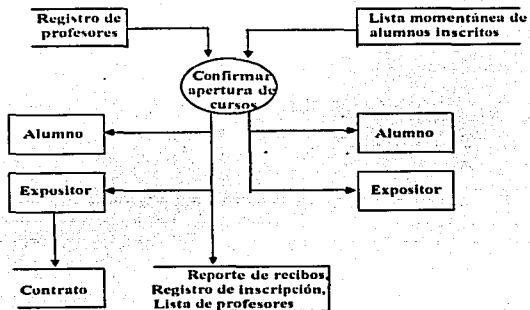 Registro de
profesores
Lista momentánea de
alumnos inscritos
Confirmar
apertura de
cursos
Alumno
Alumno
Expositor
Expositor
Contrato
Reporte de recibos,
Registro de inscripción,
Lista de profesores